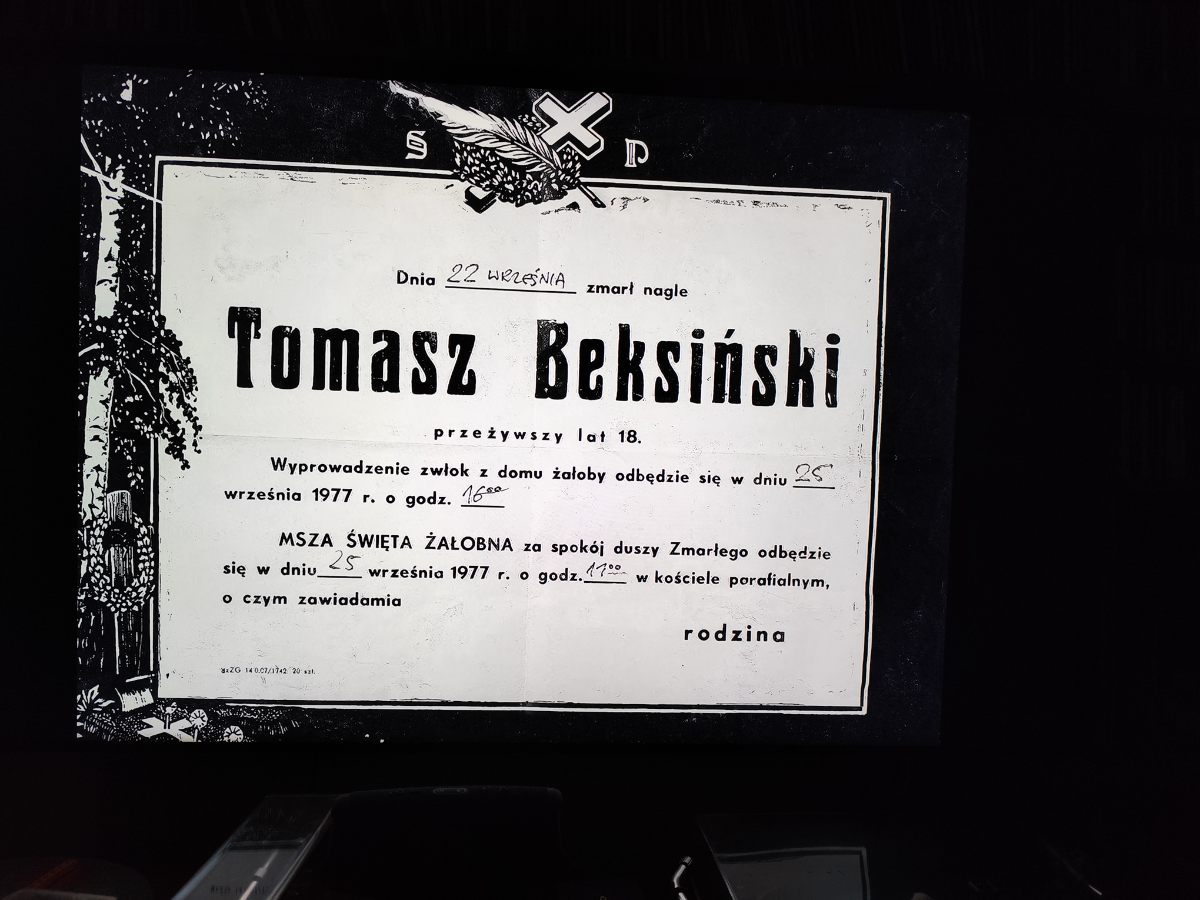 S P
Dnia 22 WRZEŚNIA zmarł nagle
Tomasz Beksiński
przeżywszy lat 18.
Wyprowadzenie zwłok z domu żałoby odbędzie się w dniu 25
września 1977 r. o godz. 16⁰⁰
MSZA ŚWIĘTA ŻAŁOBNA za spokój duszy Zmarłego odbędzie
się w dniu 25 września 1977 r. o godz. 11⁰⁰ w kościele parafialnym,
o czym zawiadamia
rodzina